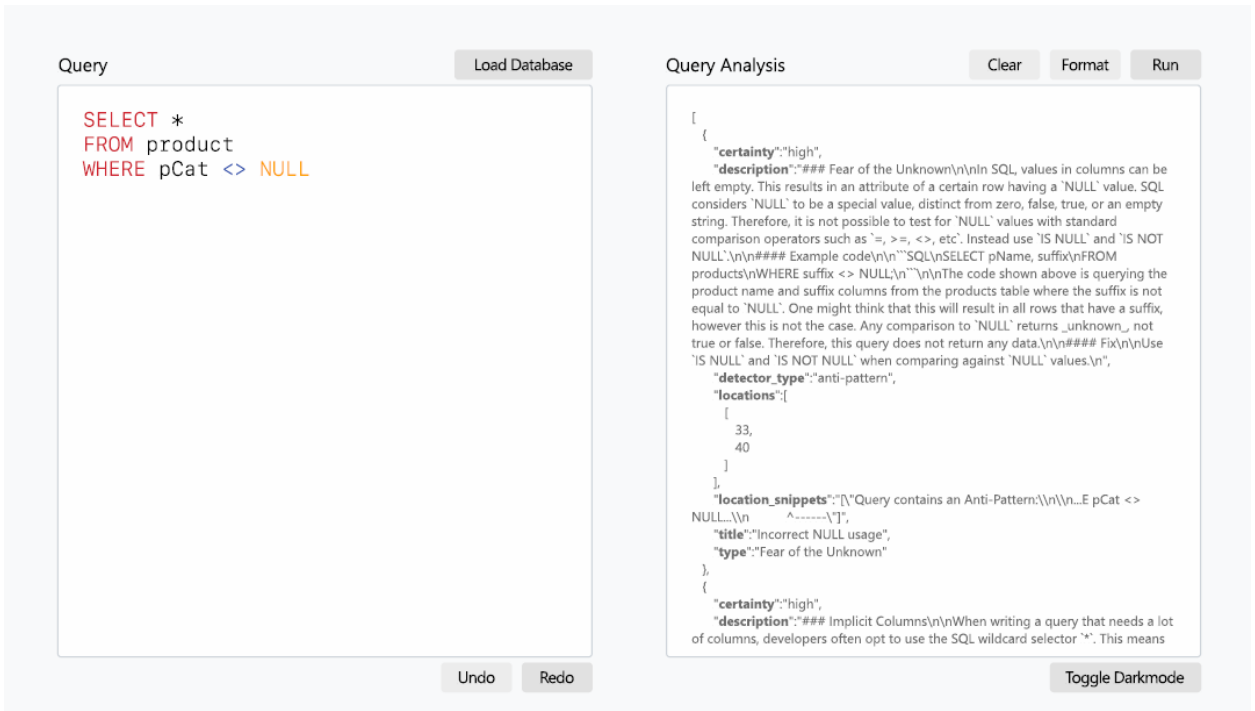 Query
Load Database
SELECT *
FROM product
WHERE pCat <> NULL
Undo
Redo
Query Analysis
Clear
Format
Run
[
{
"certainty":"high",
"description":"### Fear of the Unknown\n\nIn SQL, values in columns can be
left empty. This results in an attribute of a certain row having a `NULL` value. SQL
considers `NULL` to be a special value, distinct from zero, false, true, or an empty
string. Therefore, it is not possible to test for `NULL` values with standard
comparison operators such as `=, >=, <>, etc`. Instead use `IS NULL` and `IS NOT
NULL`.\n\n#### Example code\n\n```SQL\nSELECT pName, suffix\nFROM
products\nWHERE suffix <> NULL;\n```\n\nThe code shown above is querying the
product name and suffix columns from the products table where the suffix is not
equal to `NULL`. One might think that this will result in all rows that have a suffix,
however this is not the case. Any comparison to `NULL` returns _unknown_, not
true or false. Therefore, this query does not return any data.\n\n#### Fix\n\nUse
`IS NULL` and `IS NOT NULL` when comparing against `NULL` values.\n",
"detector_type":"anti-pattern",
"locations":[
[
33,
40
]
],
"location_snippets":"[\"Query contains an Anti-Pattern:\\n\\n...E pCat <>
NULL...\\n ^------\"]",
"title":"Incorrect NULL usage",
"type":"Fear of the Unknown"
},
{
"certainty":"high",
"description":"### Implicit Columns\n\nWhen writing a query that needs a lot
of columns, developers often opt to use the SQL wildcard selector `*`. This means
Toggle Darkmode